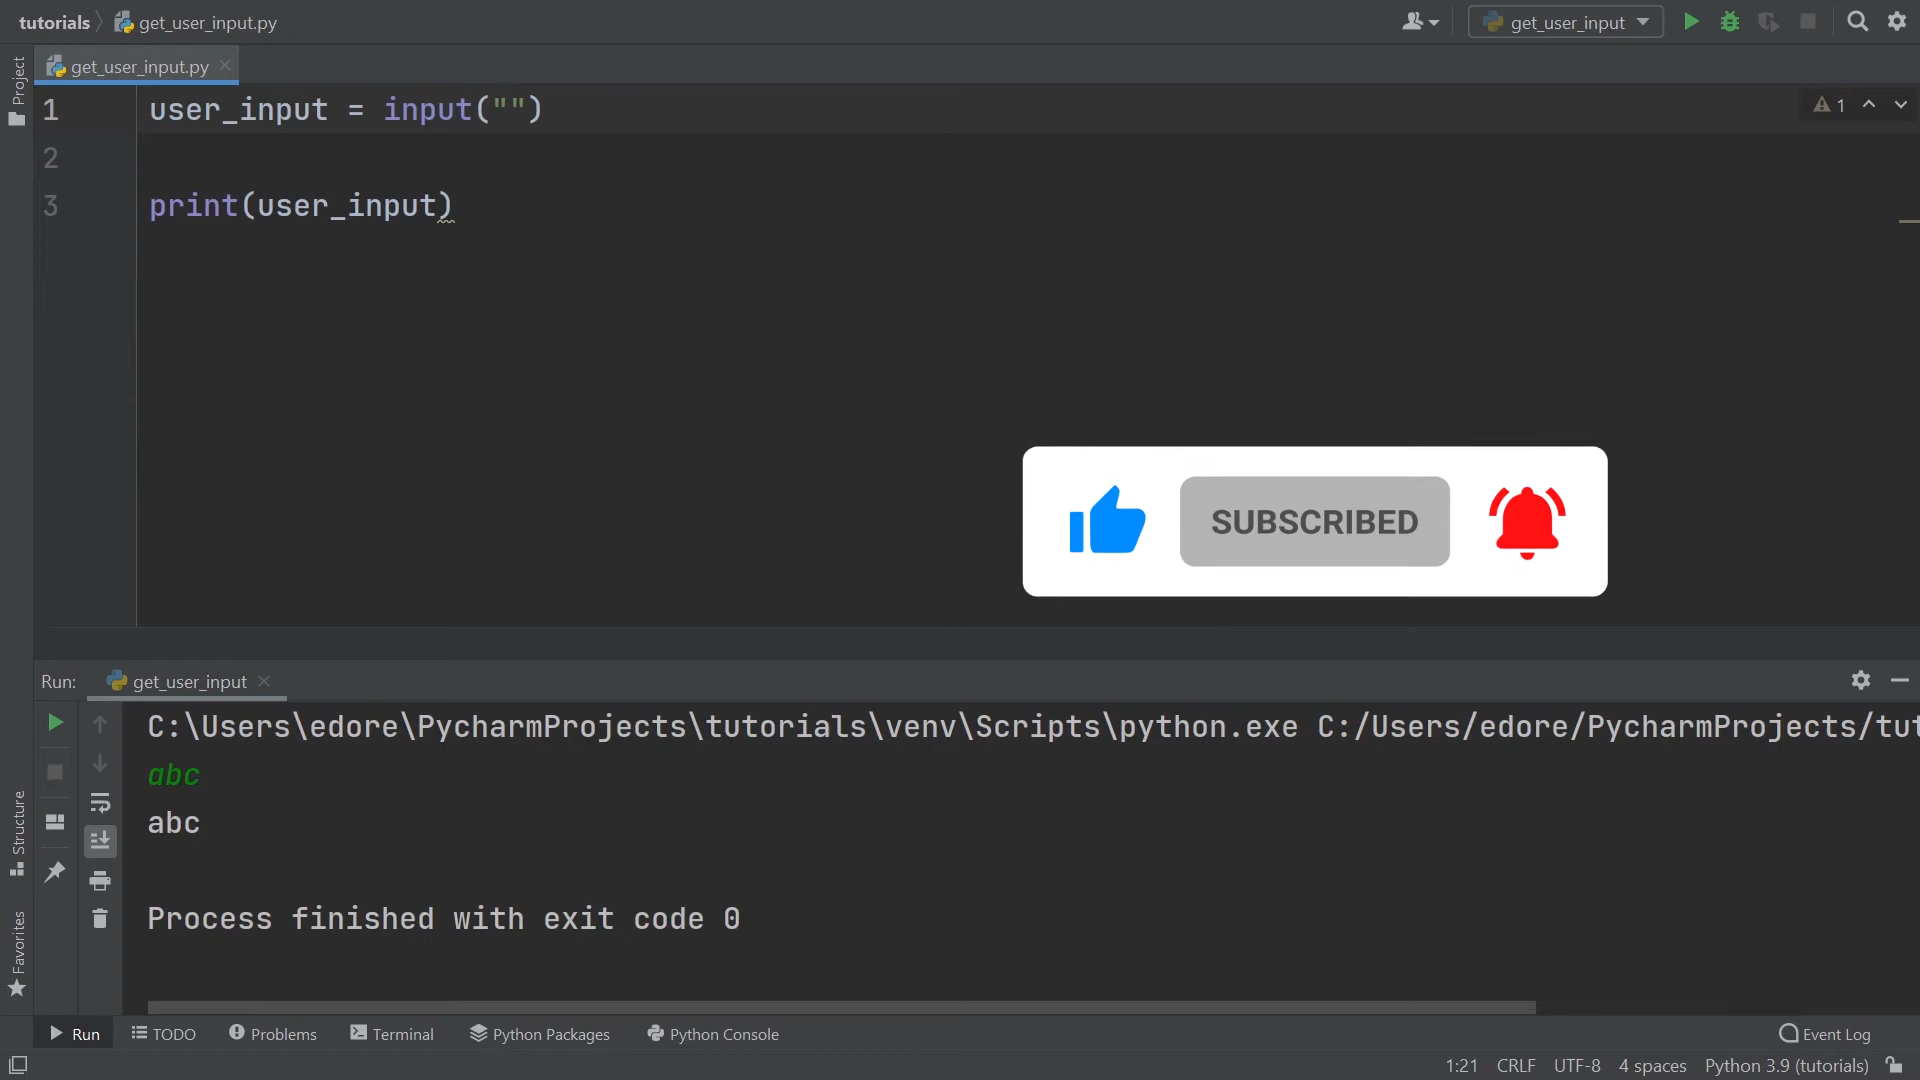 tutorials get_user_input.py get_user_input
get_user_input.py
Project
1 user_input = input("")
1
2
3 print(user_input)
SUBSCRIBED
Run: get_user_input
C:\Users\edore\PycharmProjects\tutorials\venv\Scripts\python.exe C:/Users/edore/PycharmProjects/tut
abc
abc
Process finished with exit code 0
Structure
Favorites
Run TODO Problems Terminal Python Packages Python Console Event Log
1:21 CRLF UTF-8 4 spaces Python 3.9 (tutorials)